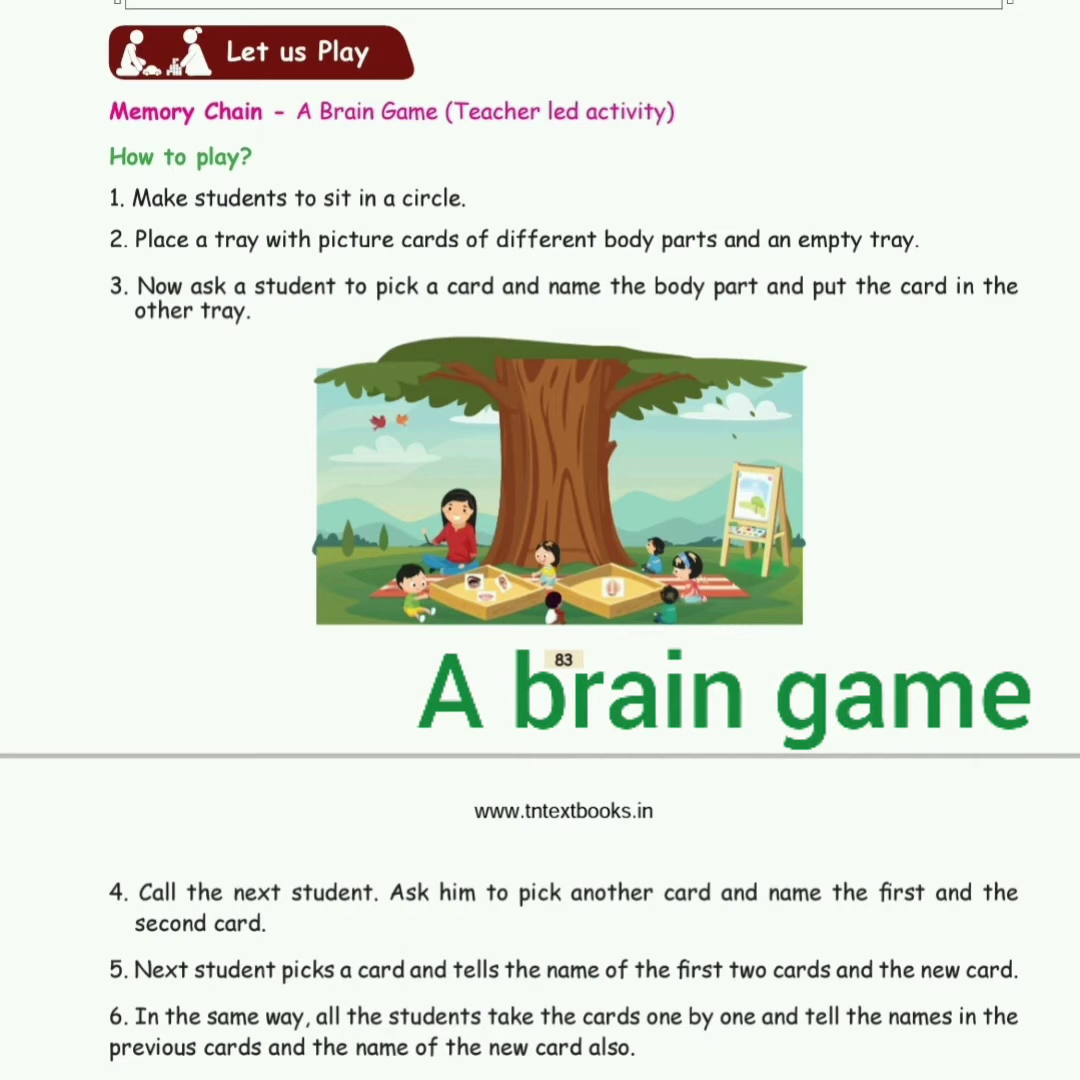 Let us Play
Memory Chain - A Brain Game (Teacher led activity)
How to play?
1. Make students to sit in a circle.
2. Place a tray with picture cards of different body parts and an empty tray.
3. Now ask a student to pick a card and name the body part and put the card in the
other tray.
83
A brain game
www.tntextbooks.in
4. Call the next student. Ask him to pick another card and name the first and the
second card.
5. Next student picks a card and tells the name of the first two cards and the new card.
6. In the same way, all the students take the cards one by one and tell the names in the
previous cards and the name of the new card also.